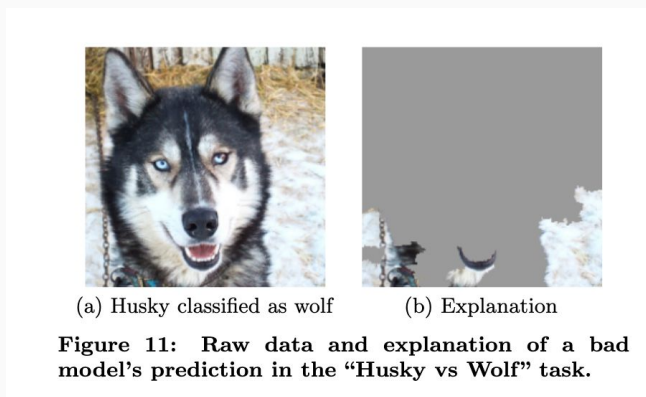 (a) Husky classified as wolf
(b) Explanation
Figure 11: Raw data and explanation of a bad
model’s prediction in the “Husky vs Wolf” task.